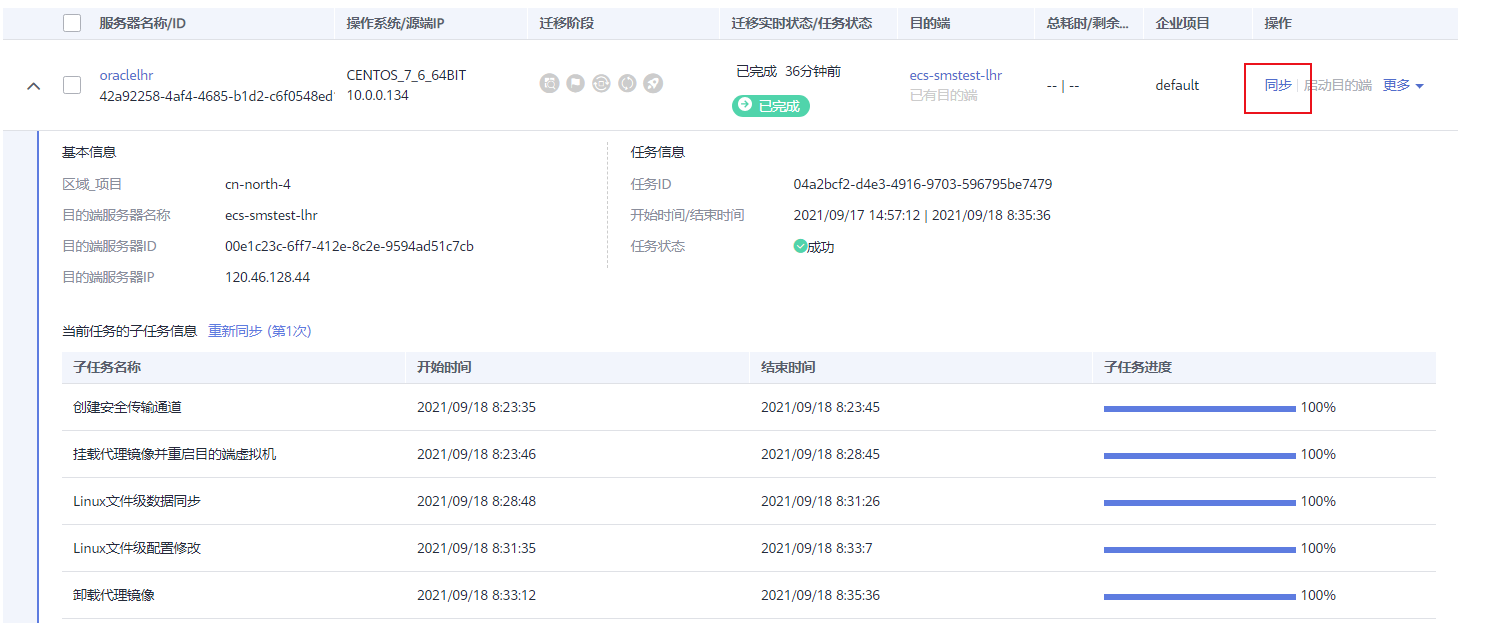 服务器名称/ID 操作系统/源端IP 迁移阶段 迁移实时状态/任务状态 目的端 总耗时/剩余... 企业项目 操作
oraclelhr
42a92258-4af4-4685-b1d2-c6f0548ed
CENTOS_7_6_64BIT
10.0.0.134
已完成 36分钟前
已完成
ecs-smstest-lhr
已有目的端
-- | --
default
同步 启动目的端 更多
基本信息
区域_项目 cn-north-4
目的端服务器名称 ecs-smstest-lhr
目的端服务器ID 00e1c23c-6ff7-412e-8c2e-9594ad51c7cb
目的端服务器IP 120.46.128.44
任务信息
任务ID 04a2bcf2-d4e3-4916-9703-596795be7479
开始时间/结束时间 2021/09/17 14:57:12 | 2021/09/18 8:35:36
任务状态 成功
当前任务的子任务信息 重新同步 (第1次)
子任务名称 开始时间 结束时间 子任务进度
创建安全传输通道 2021/09/18 8:23:35 2021/09/18 8:23:45 100%
挂载代理镜像并重启目的端虚拟机 2021/09/18 8:23:46 2021/09/18 8:28:45 100%
Linux文件级数据同步 2021/09/18 8:28:48 2021/09/18 8:31:26 100%
Linux文件级配置修改 2021/09/18 8:31:35 2021/09/18 8:33:7 100%
卸载代理镜像 2021/09/18 8:33:12 2021/09/18 8:35:36 100%